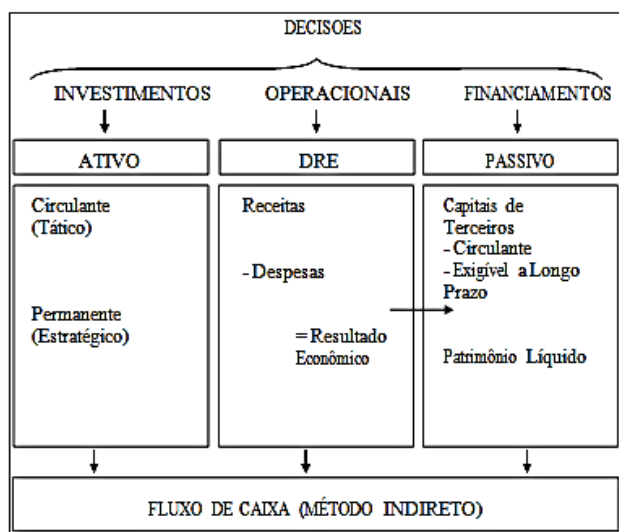 DECISOES
INVESTIMENTOS OPERACIONAIS FINANCIAMENTOS
ATIVO DRE PASSIVO
Circulante
(Tático)
Permanente
(Estratégico)
Receitas
- Despesas
= Resultado
Econômico
Capitais de
Terceiros
- Circulante
- Exigível a Longo
Prazo
Patrimônio Líquido
FLUXO DE CAIXA (MÉTODO INDIRETO)